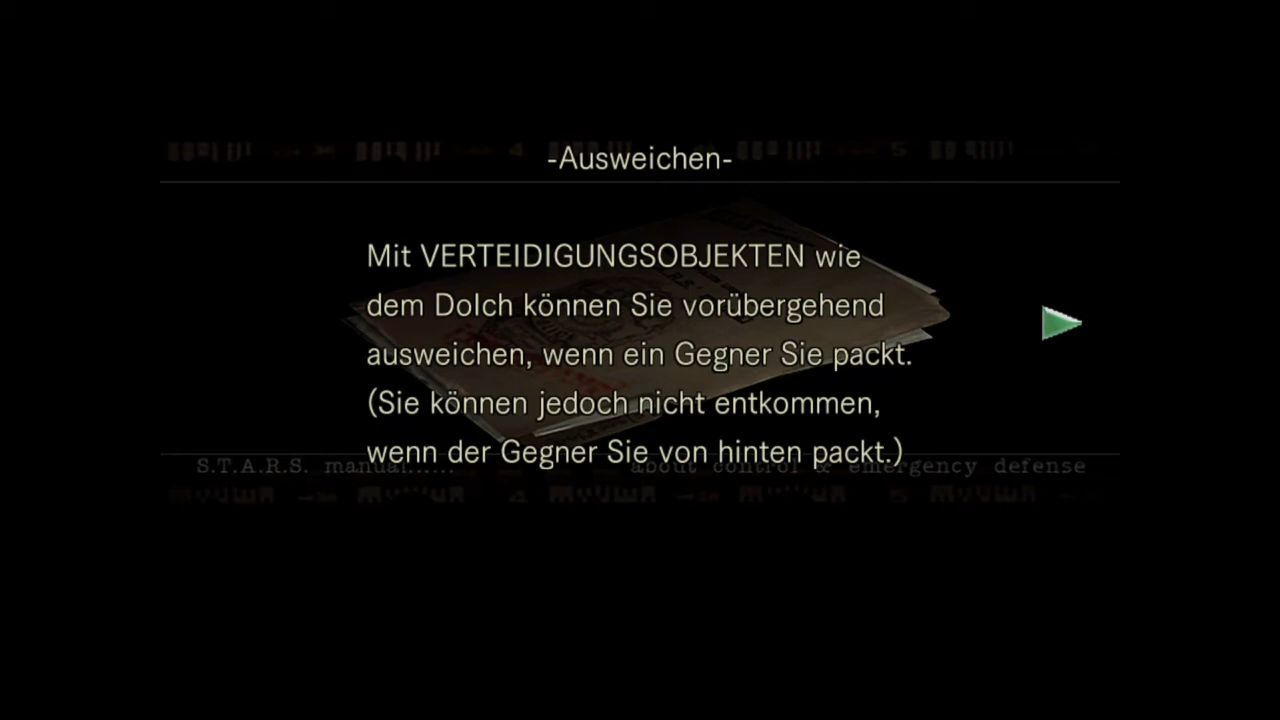 -Ausweichen-
Mit VERTEIDIGUNGSOBJEKTEN wie
dem Dolch können Sie vorübergehend
ausweichen, wenn ein Gegner Sie packt.
(Sie können jedoch nicht entkommen,
wenn der Gegner Sie von hinten packt.)
S.T.A.R.S. manual...... about control & emergency defense